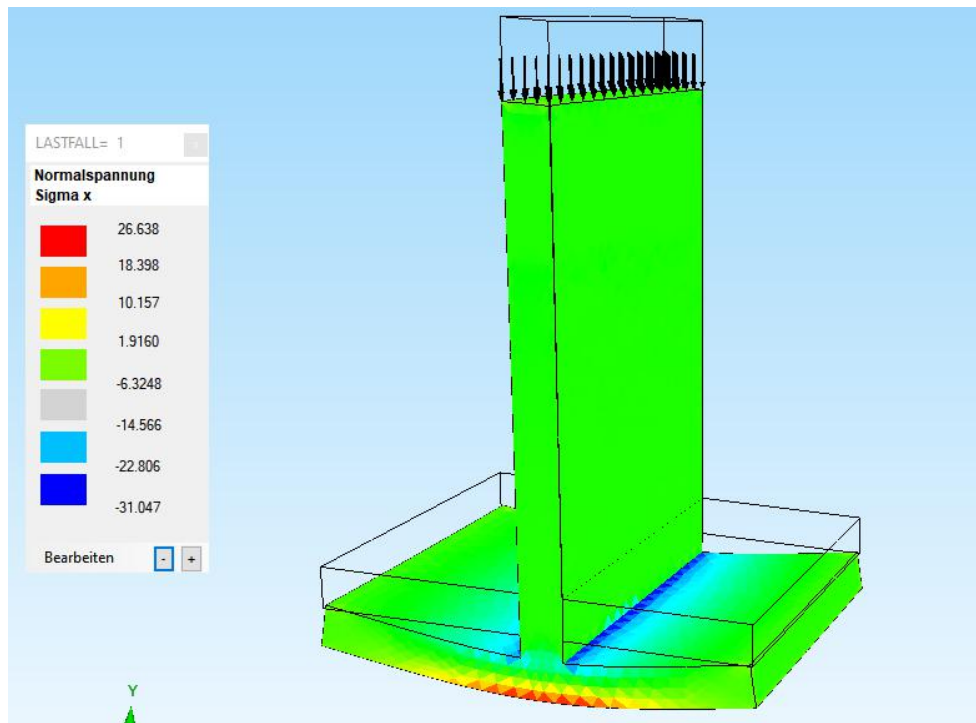 LASTFALL= 1
Normalspannung
Sigma x
26.638
18.398
10.157
1.9160
-6.3248
-14.566
-22.806
-31.047
Bearbeiten - +
Y